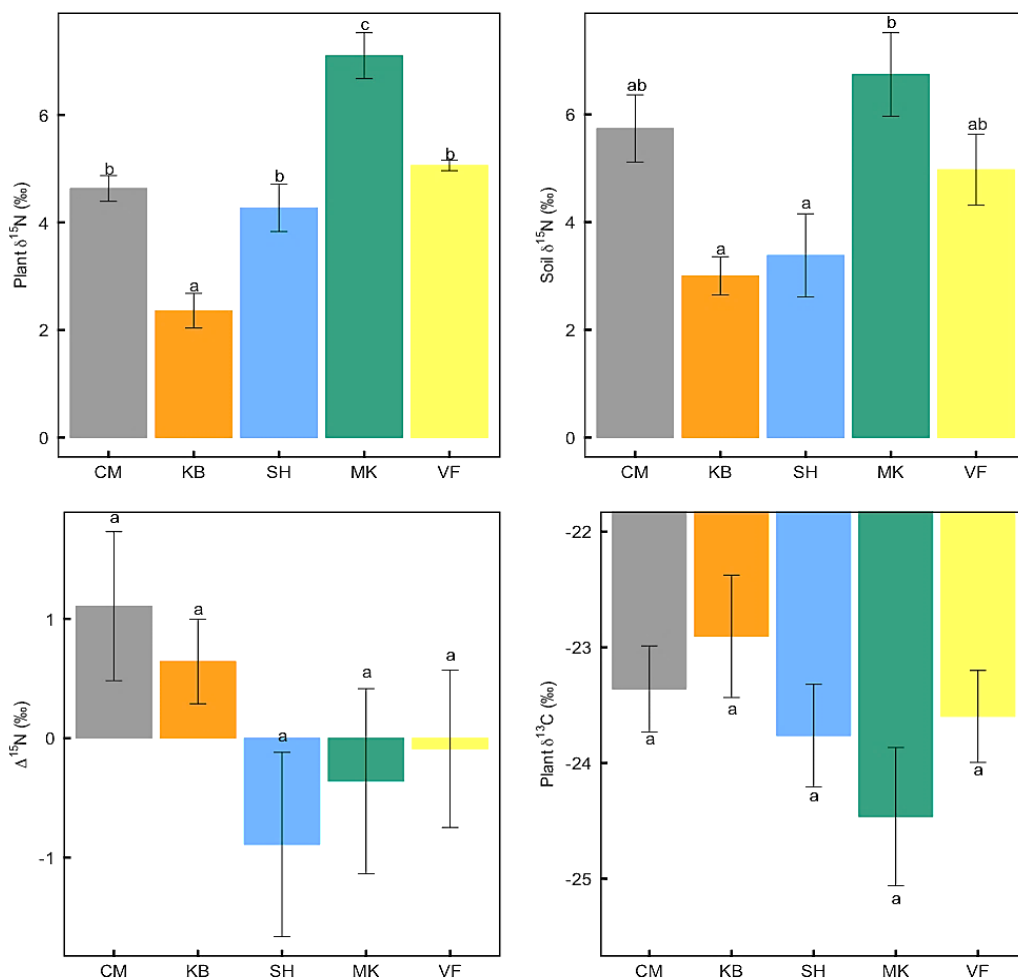 Plant δ¹⁵N (‰)
6
4
2
0
b
a
b
c
b
CM KB SH MK VF
Soil δ¹⁵N (‰)
6
4
2
0
ab
a
a
b
ab
CM KB SH MK VF
Δ¹⁵N (‰)
1
0
-1
a
a
a
a
a
CM KB SH MK VF
Plant δ¹³C (‰)
-22
-23
-24
-25
a
a
a
a
a
CM KB SH MK VF